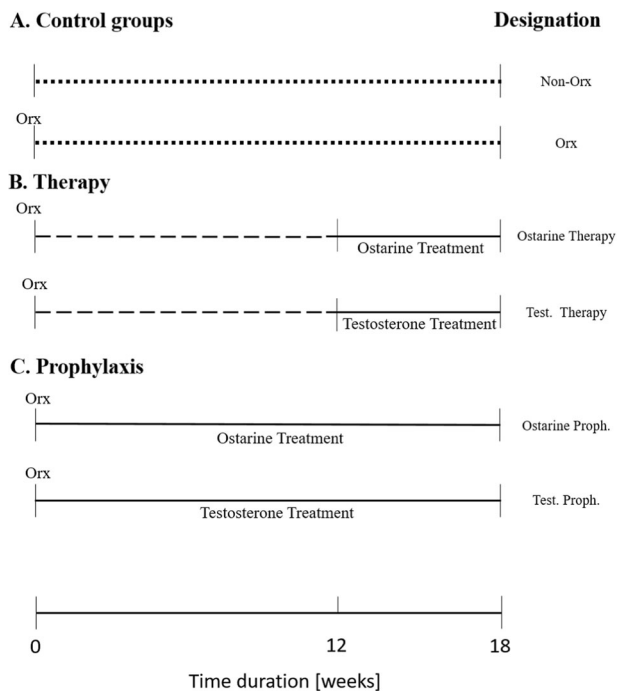 A. Control groups Designation
Non-Orx
Orx
Orx
B. Therapy
Orx
Ostarine Treatment Ostarine Therapy
Orx
Testosterone Treatment Test. Therapy
C. Prophylaxis
Orx
Ostarine Treatment Ostarine Proph.
Orx
Testosterone Treatment Test. Proph.
0 12 18
Time duration [weeks]